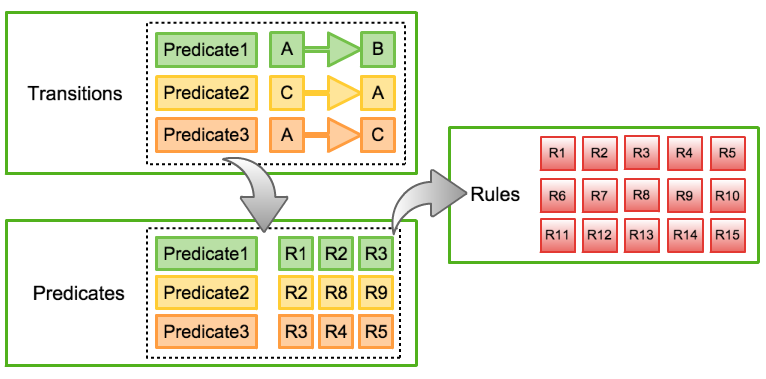 Transitions
Predicate1 A B
Predicate2 C A
Predicate3 A C
Predicates
Predicate1 R1 R2 R3
Predicate2 R2 R8 R9
Predicate3 R3 R4 R5
Rules
R1 R2 R3 R4 R5
R6 R7 R8 R9 R10
R11 R12 R13 R14 R15